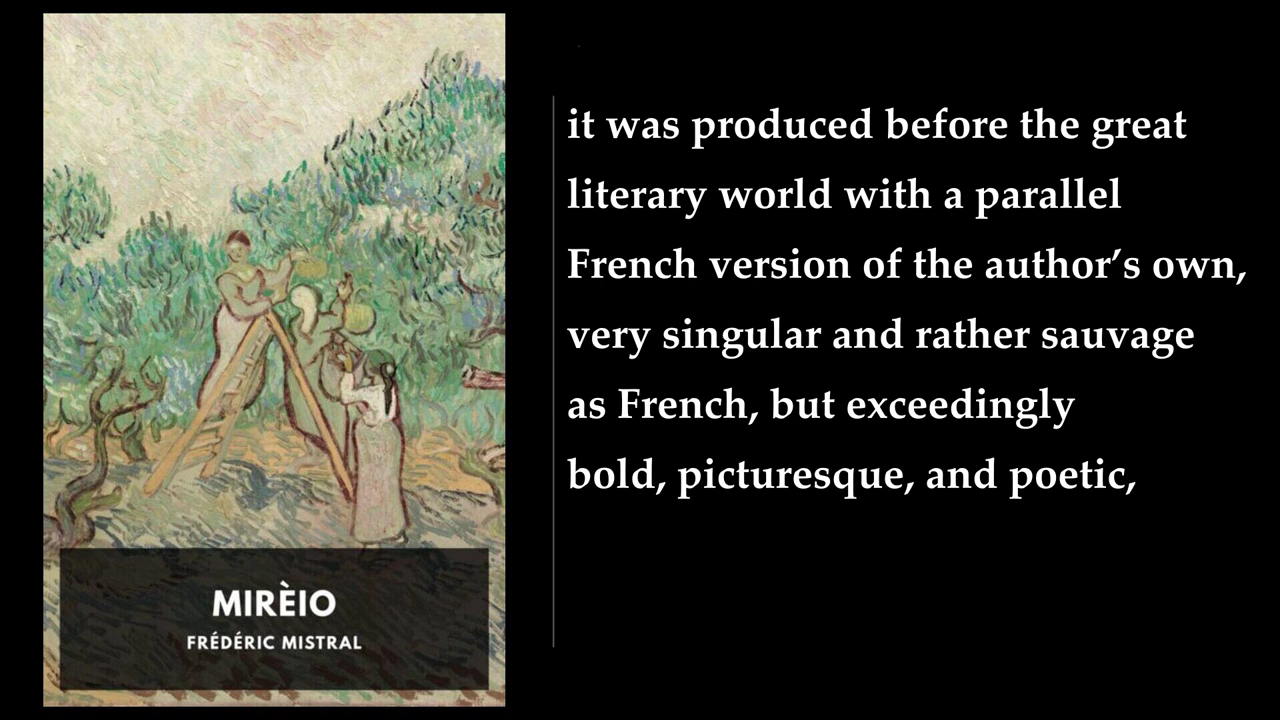 MIRÈIO
FRÉDÉRIC MISTRAL
it was produced before the great
literary world with a parallel
French version of the author’s own,
very singular and rather sauvage
as French, but exceedingly
bold, picturesque, and poetic,